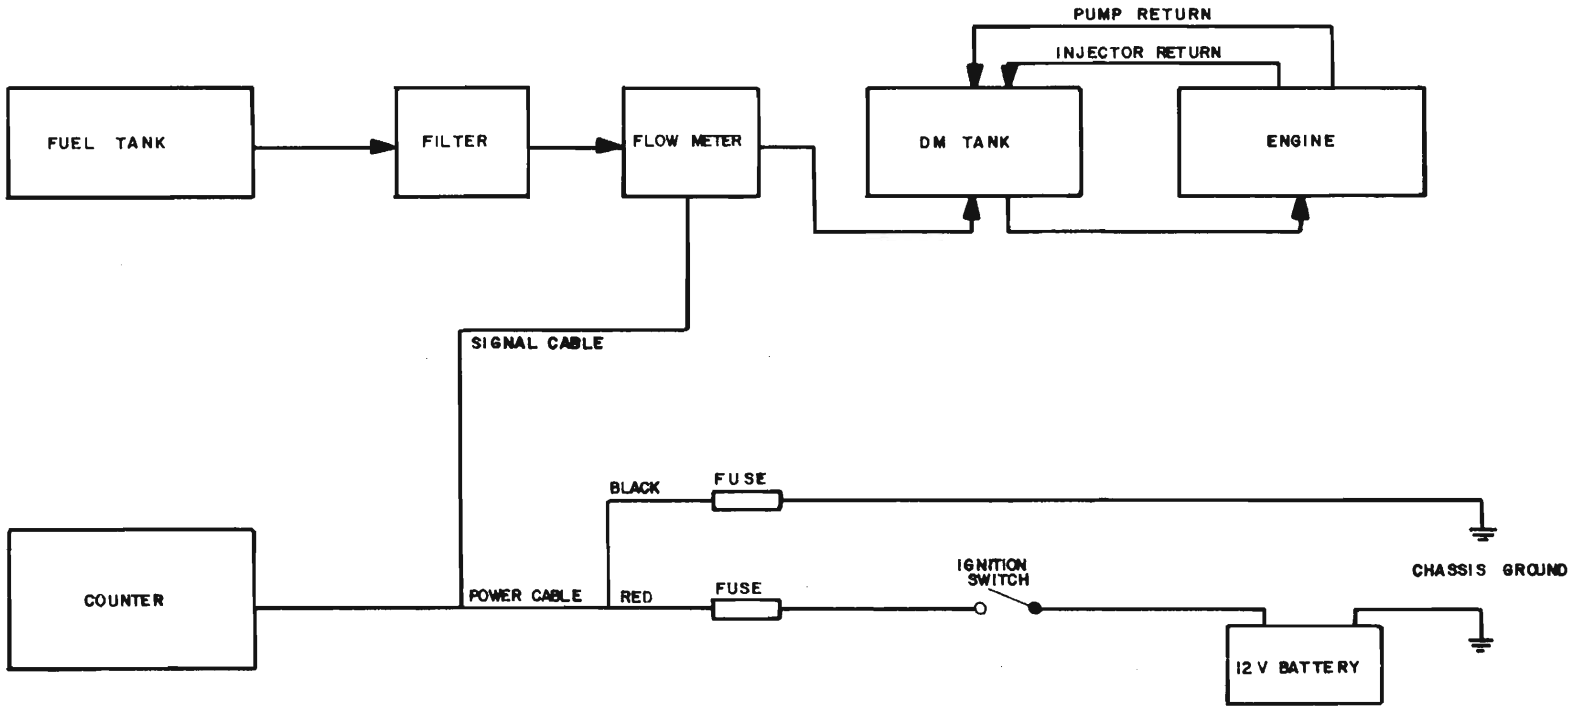 PUMP RETURN
INJECTOR RETURN
FUEL TANK
FILTER
FLOW METER
DM TANK
ENGINE
SIGNAL CABLE
BLACK
FUSE
IGNITION
SWITCH
CHASSIS GROUND
COUNTER
POWER CABLE
RED
FUSE
12 V BATTERY